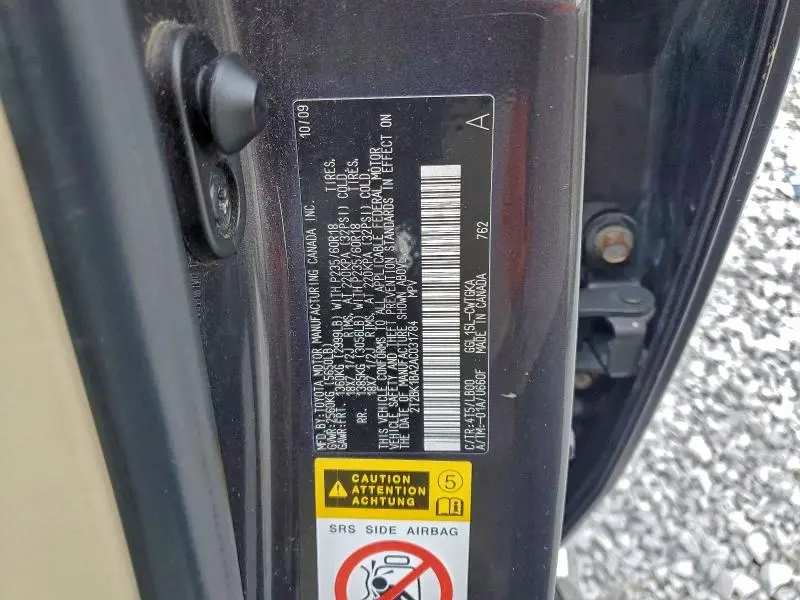 MFD.BY:TOYOTA MOTOR MANUFACTURING CANADA INC. 10/09
GVWR:2560KG (5650LB)
GAWR:FRT. 1360KG (2999LB) WITH P235/60R18 TIRES,
18X7 1/2J RIMS, AT 220KPA (32PSI) COLD,
RR. 1385KG (3056LB) WITH P235/60R18 TIRES,
18X7 1/2J RIMS, AT 220KPA (32PSI) COLD,
THIS VEHICLE CONFORMS TO ALL APPLICABLE FEDERAL MOTOR
VEHICLE SAFETY AND THEFT PREVENTION STANDARDS IN EFFECT ON
THE DATE OF MANUFACTURE SHOWN ABOVE.
2T2BK1BA2AC031784 MPV
C/TR:4T5/LB00 GGL15L-CWTGKA
A/TM:-01A/U660F MADE IN CANADA 762 A
CAUTION
ATTENTION
ACHTUNG
5
SRS SIDE AIRBAG